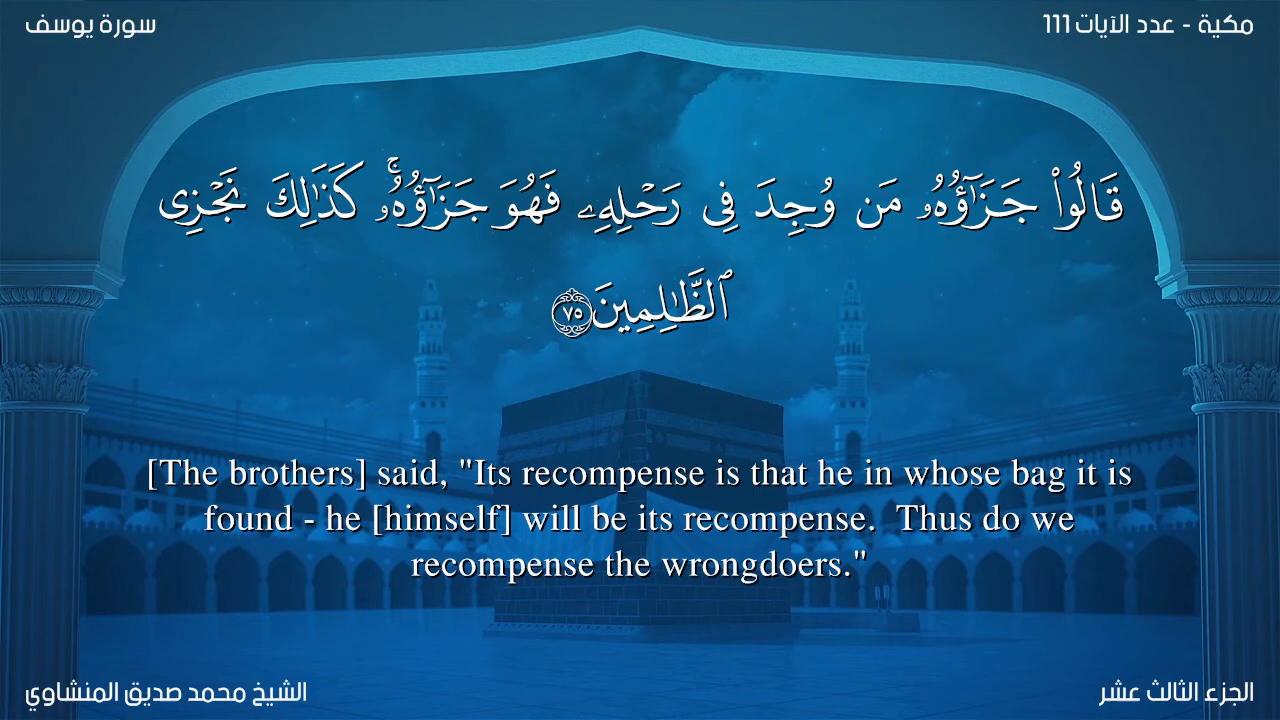 مكية - عدد الآيات 111
سورة يوسف
قَالُوا۟ جَزَٰٓؤُهُۥ مَن وُجِدَ فِى رَحْلِهِۦ فَهُوَ جَزَٰٓؤُهُۥ ۚ كَذَٰلِكَ نَجْزِى
ٱلظَّـٰلِمِينَ ٧٥
[The brothers] said, "Its recompense is that he in whose bag it is
found - he [himself] will be its recompense.  Thus do we
recompense the wrongdoers."
الجزء الثالث عشر
الشيخ محمد صديق المنشاوي